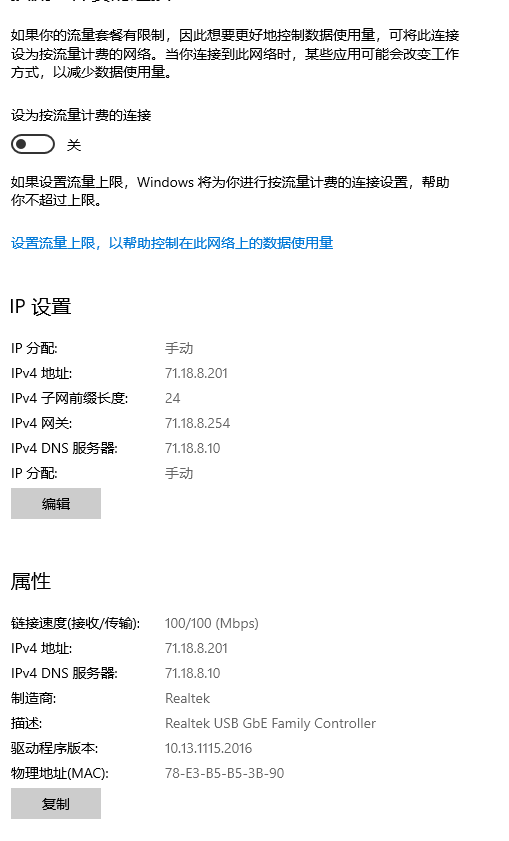 如果你的流量套餐有限制，因此想要更好地控制数据使用量，可将此连接
设为按流量计费的网络。当你连接到此网络时，某些应用可能会改变工作
方式，以减少数据使用量。
设为按流量计费的连接
关
如果设置流量上限，Windows 将为你进行按流量计费的连接设置，帮助
你不超过上限。
设置流量上限，以帮助控制在此网络上的数据使用量
IP 设置
IP 分配: 手动
IPv4 地址: 71.18.8.201
IPv4 子网前缀长度: 24
IPv4 网关: 71.18.8.254
IPv4 DNS 服务器: 71.18.8.10
IP 分配: 手动
编辑
属性
链接速度(接收/传输): 100/100 (Mbps)
IPv4 地址: 71.18.8.201
IPv4 DNS 服务器: 71.18.8.10
制造商: Realtek
描述: Realtek USB GbE Family Controller
驱动程序版本: 10.13.1115.2016
物理地址(MAC): 78-E3-B5-B5-3B-90
复制